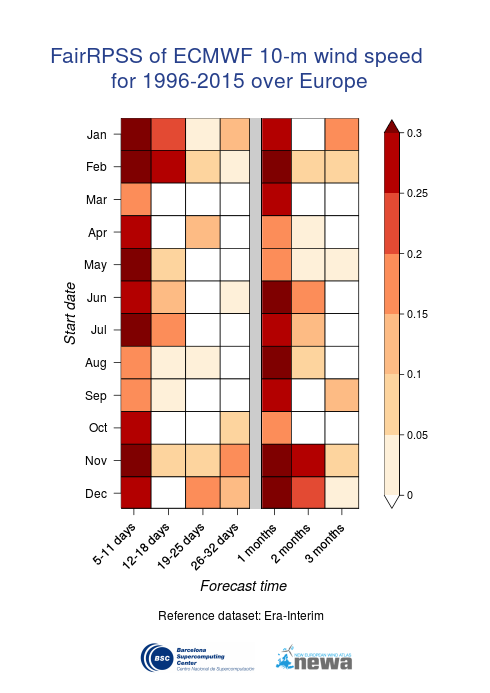 FairRPSS of ECMWF 10-m wind speed
for 1996-2015 over Europe
Jan
Feb
Mar
Apr
May
Jun
Jul
Aug
Sep
Oct
Nov
Dec
Start date
0.3
0.25
0.2
0.15
0.1
0.05
0
5-11 days
12-18 days
19-25 days
26-32 days
1 months
2 months
3 months
Forecast time
Reference dataset: Era-Interim
BSC
Barcelona
Supercomputing
Center
Centro Nacional de Supercomputación
NEW EUROPEAN WIND ATLAS
newa